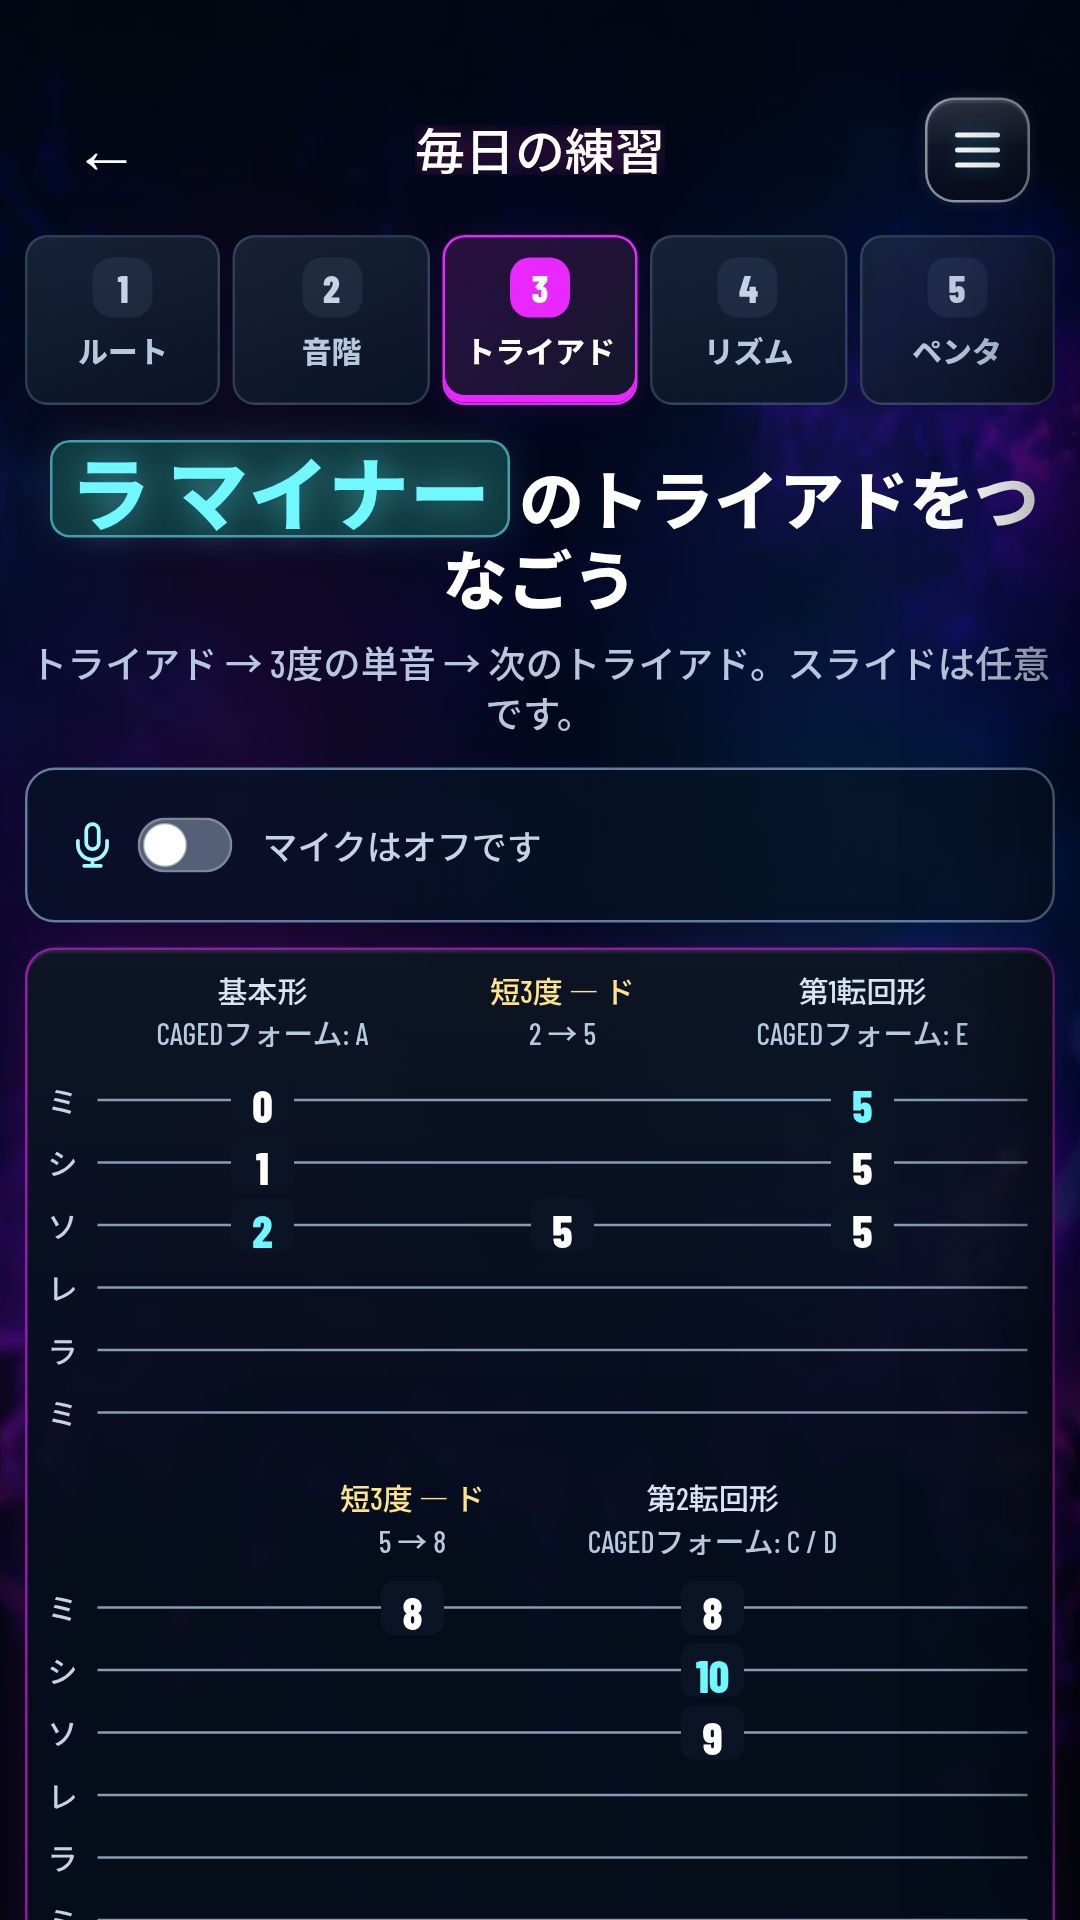 ←
毎日の練習
1 2 3 4 5
ルート 音階 トライアド リズム ペンタ
ラ マイナー のトライアドをつ
なごう
トライアド → 3度の単音 → 次のトライアド。スライドは任意
です。
マイクはオフです
基本形 短3度 — ド 第1転回形
CAGEDフォーム: A 2 → 5 CAGEDフォーム: E
ミ 0 5
シ 1 5
ソ 2 5 5
レ
ラ
ミ
短3度 — ド 第2転回形
5 → 8 CAGEDフォーム: C / D
ミ 8 8
シ 10
ソ 9
レ
ラ